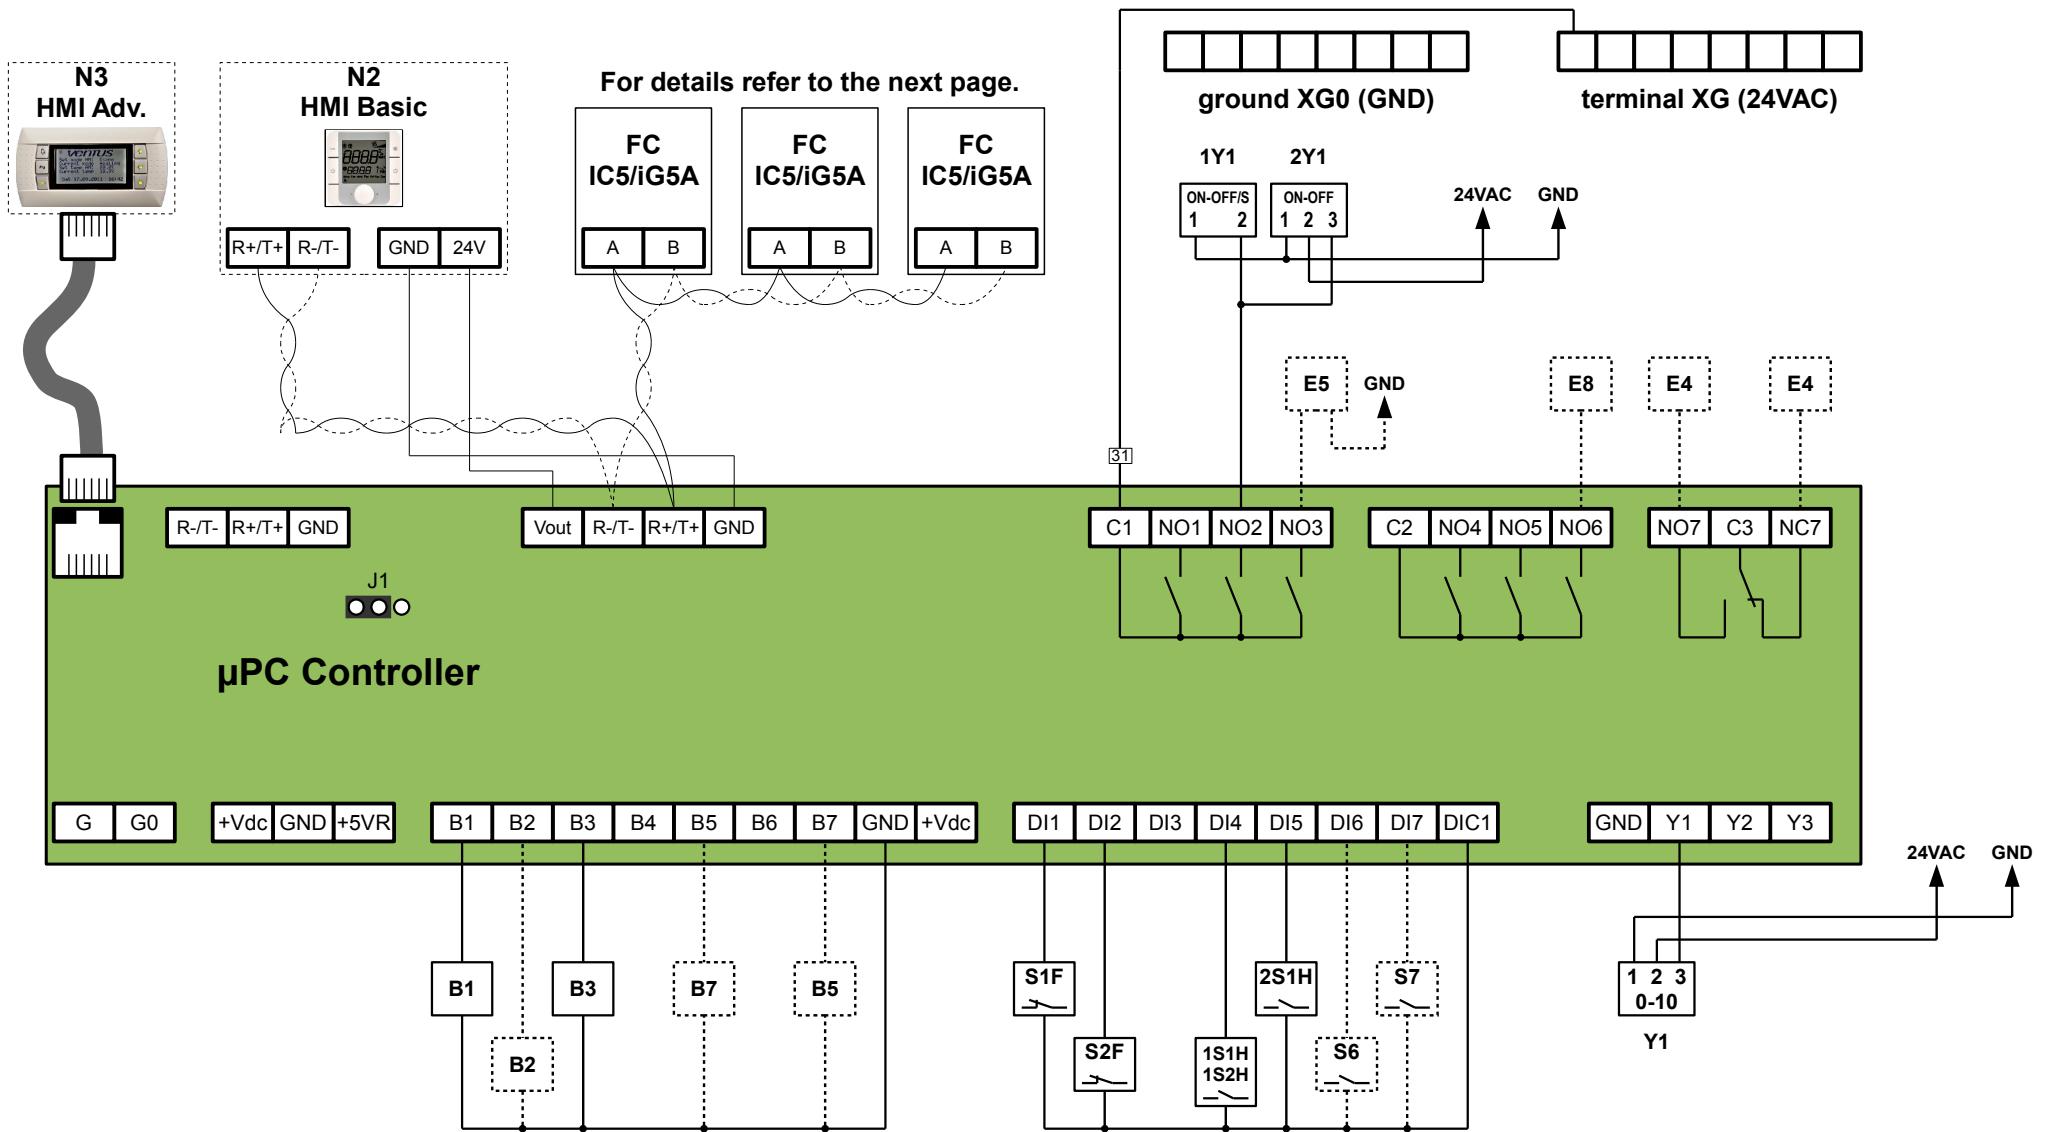 N3
HMI Adv.
ventus
N2
HMI Basic
R+/T+ R-/T- GND 24V
For details refer to the next page.
FC
IC5/iG5A
A B
FC
IC5/iG5A
A B
FC
IC5/iG5A
A B
ground XG0 (GND)
terminal XG (24VAC)
1Y1
ON-OFF/S
1 2
2Y1
ON-OFF
1 2 3
24VAC GND
E5
GND
E8
E4
E4
31
R-/T- R+/T+ GND
Vout R-/T- R+/T+ GND
C1 NO1 NO2 NO3
C2 NO4 NO5 NO6
NO7 C3 NC7
J1
µPC Controller
G G0
+Vdc GND +5VR
B1 B2 B3 B4 B5 B6 B7 GND +Vdc
DI1 DI2 DI3 DI4 DI5 DI6 DI7 DIC1
GND Y1 Y2 Y3
24VAC GND
B1
B2
B3
B7
B5
S1F
S2F
1S1H
1S2H
2S1H
S6
S7
1 2 3
0-10
Y1